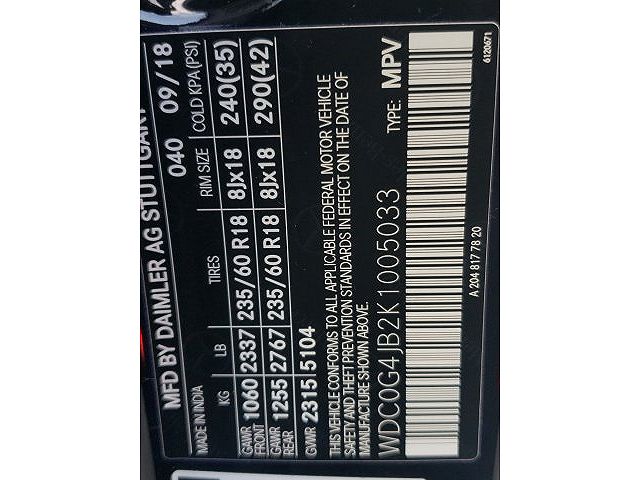 MFD BY DAIMLER AG STUTTGART
MADE IN INDIA 040 09/18
KG LB TIRES RIM SIZE COLD KPA (PSI)
GAWR FRONT 1060 2337 235/60 R18 8Jx18 240(35)
GAWR REAR 1255 2767 235/60 R18 8Jx18 290(42)
GVWR 2315 5104
THIS VEHICLE CONFORMS TO ALL APPLICABLE FEDERAL MOTOR VEHICLE
SAFETY AND THEFT PREVENTION STANDARDS IN EFFECT ON THE DATE OF
MANUFACTURE SHOWN ABOVE.
WDC0G4JB2K1005033 TYPE: MPV
A 204 817 78 20 6120671